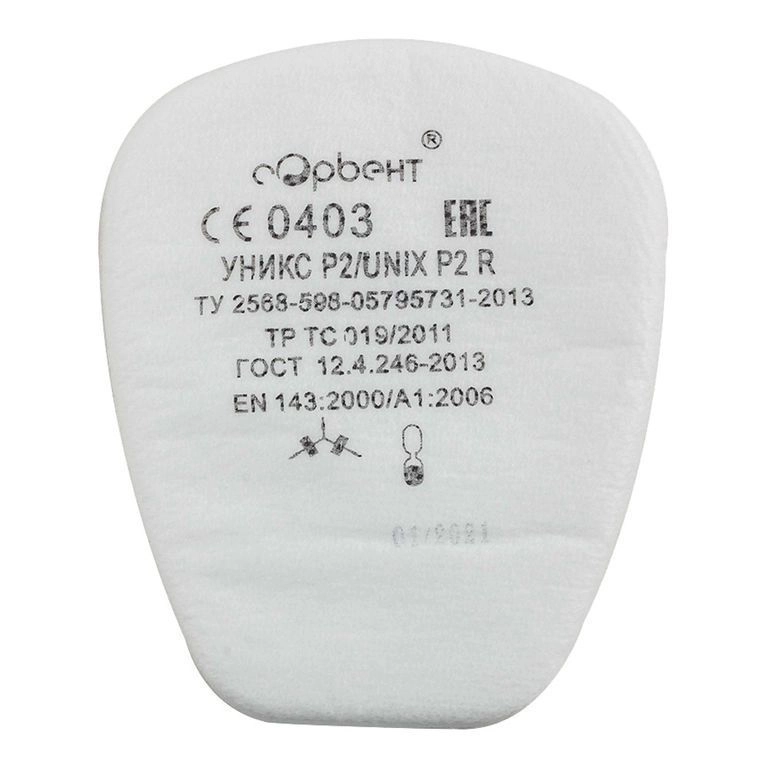 сорбент ®
CE 0403 EAC
УНИКС P2/UNIX P2 R
ТУ 2568-598-05795731-2013
ТР ТС 019/2011
ГОСТ 12.4.246-2013
EN 143:2000/A1:2006
01/2021